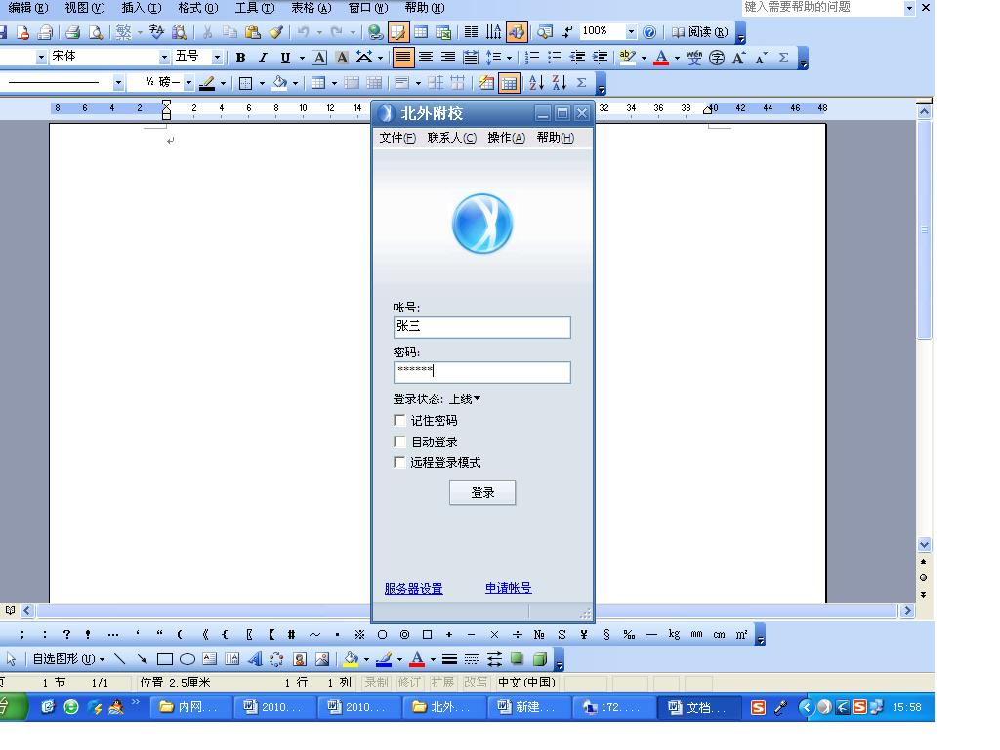 编辑(E) 视图(V) 插入(I) 格式(O) 工具(T) 表格(A) 窗口(W) 帮助(H) 键入需要帮助的问题
100% 阅读(R)
宋体 五号 B I U A A A wén 字 A A Σ
½ 磅 Σ
8 6 4 2 2 4 6 8 10 12 14 32 34 36 38 40 42 44 46 48
北外附校
文件(F) 联系人(C) 操作(A) 帮助(H)
帐号:
张三
密码:
******
登录状态: 上线
记住密码
自动登录
远程登录模式
登录
服务器设置 申请帐号
； ： ？ ！ … ‘ “ （ 《 { 〖 【 # ～ · ※ ○ ◎ □ + － × ÷ № $ ¥ § ‰ — kg mm cm m²
自选图形(U) A
页 1 节 1/1 位置 2.5厘米 1 行 1 列 录制 修订 扩展 改写 中文(中国)
内网... 2010... 2010... 北外... 新建... 172.... 文档... 15:58